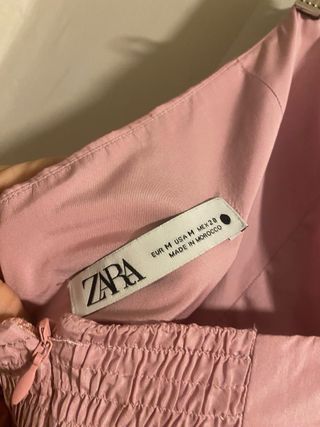 ZARA
EUR M USA M MEX 28
MADE IN MOROCCO